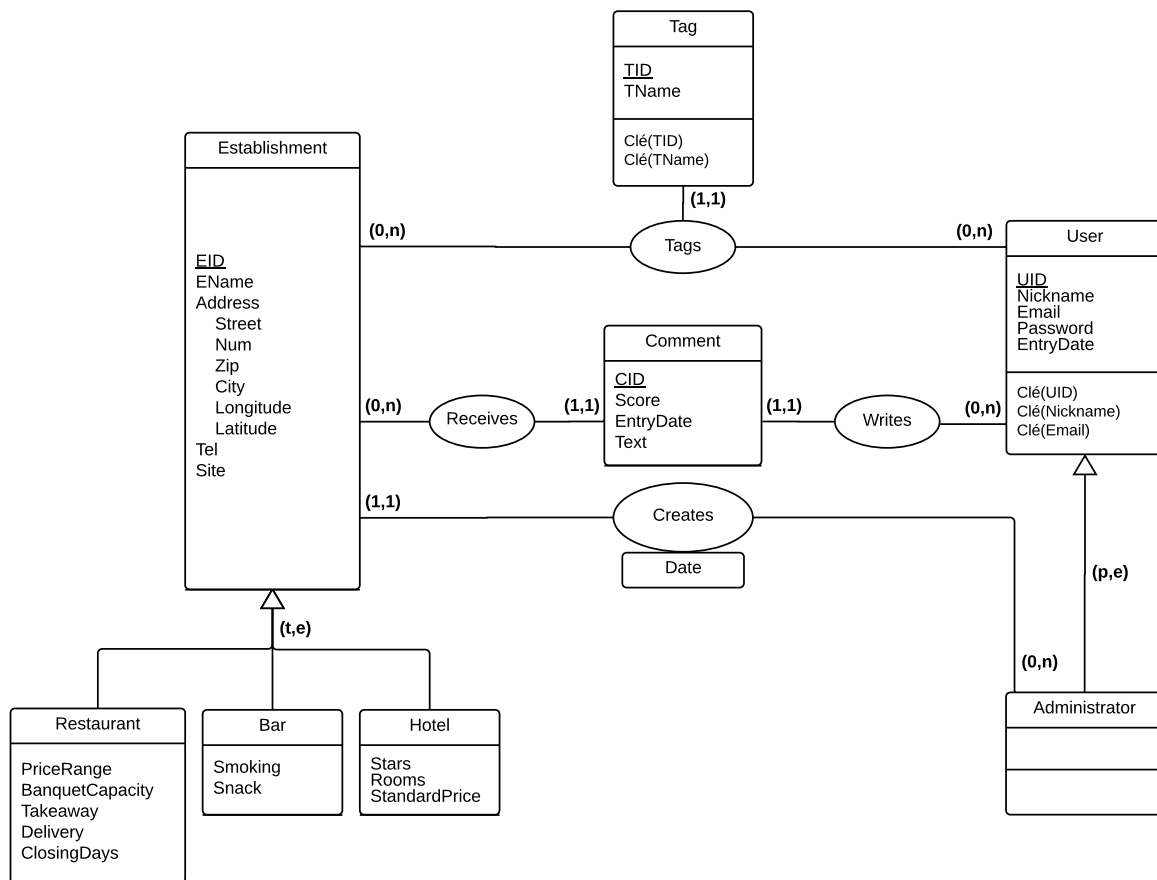 Tag
TID
TName
Clé(TID)
Clé(TName)
Establishment
EID
EName
Address
Street
Num
Zip
City
Longitude
Latitude
Tel
Site
(1,1)
(0,n)
Tags
(0,n)
User
UID
Nickname
Email
Password
EntryDate
Clé(UID)
Clé(Nickname)
Clé(Email)
Comment
CID
Score
EntryDate
Text
(0,n)
Receives
(1,1)
(1,1)
Writes
(0,n)
(1,1)
Creates
Date
(p,e)
(t,e)
(0,n)
Restaurant
PriceRange
BanquetCapacity
Takeaway
Delivery
ClosingDays
Bar
Smoking
Snack
Hotel
Stars
Rooms
StandardPrice
Administrator